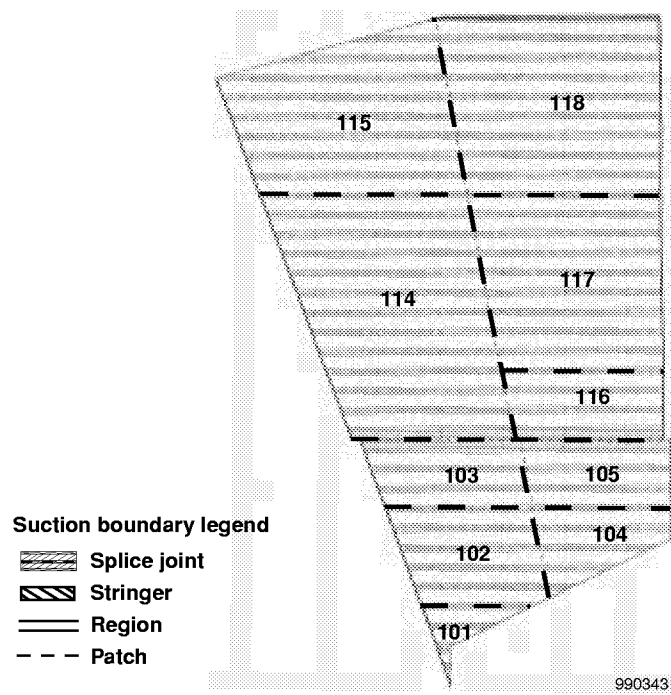 118
115
117
114
116
103
105
104
102
101
Suction boundary legend
Splice joint
Stringer
Region
Patch
990343